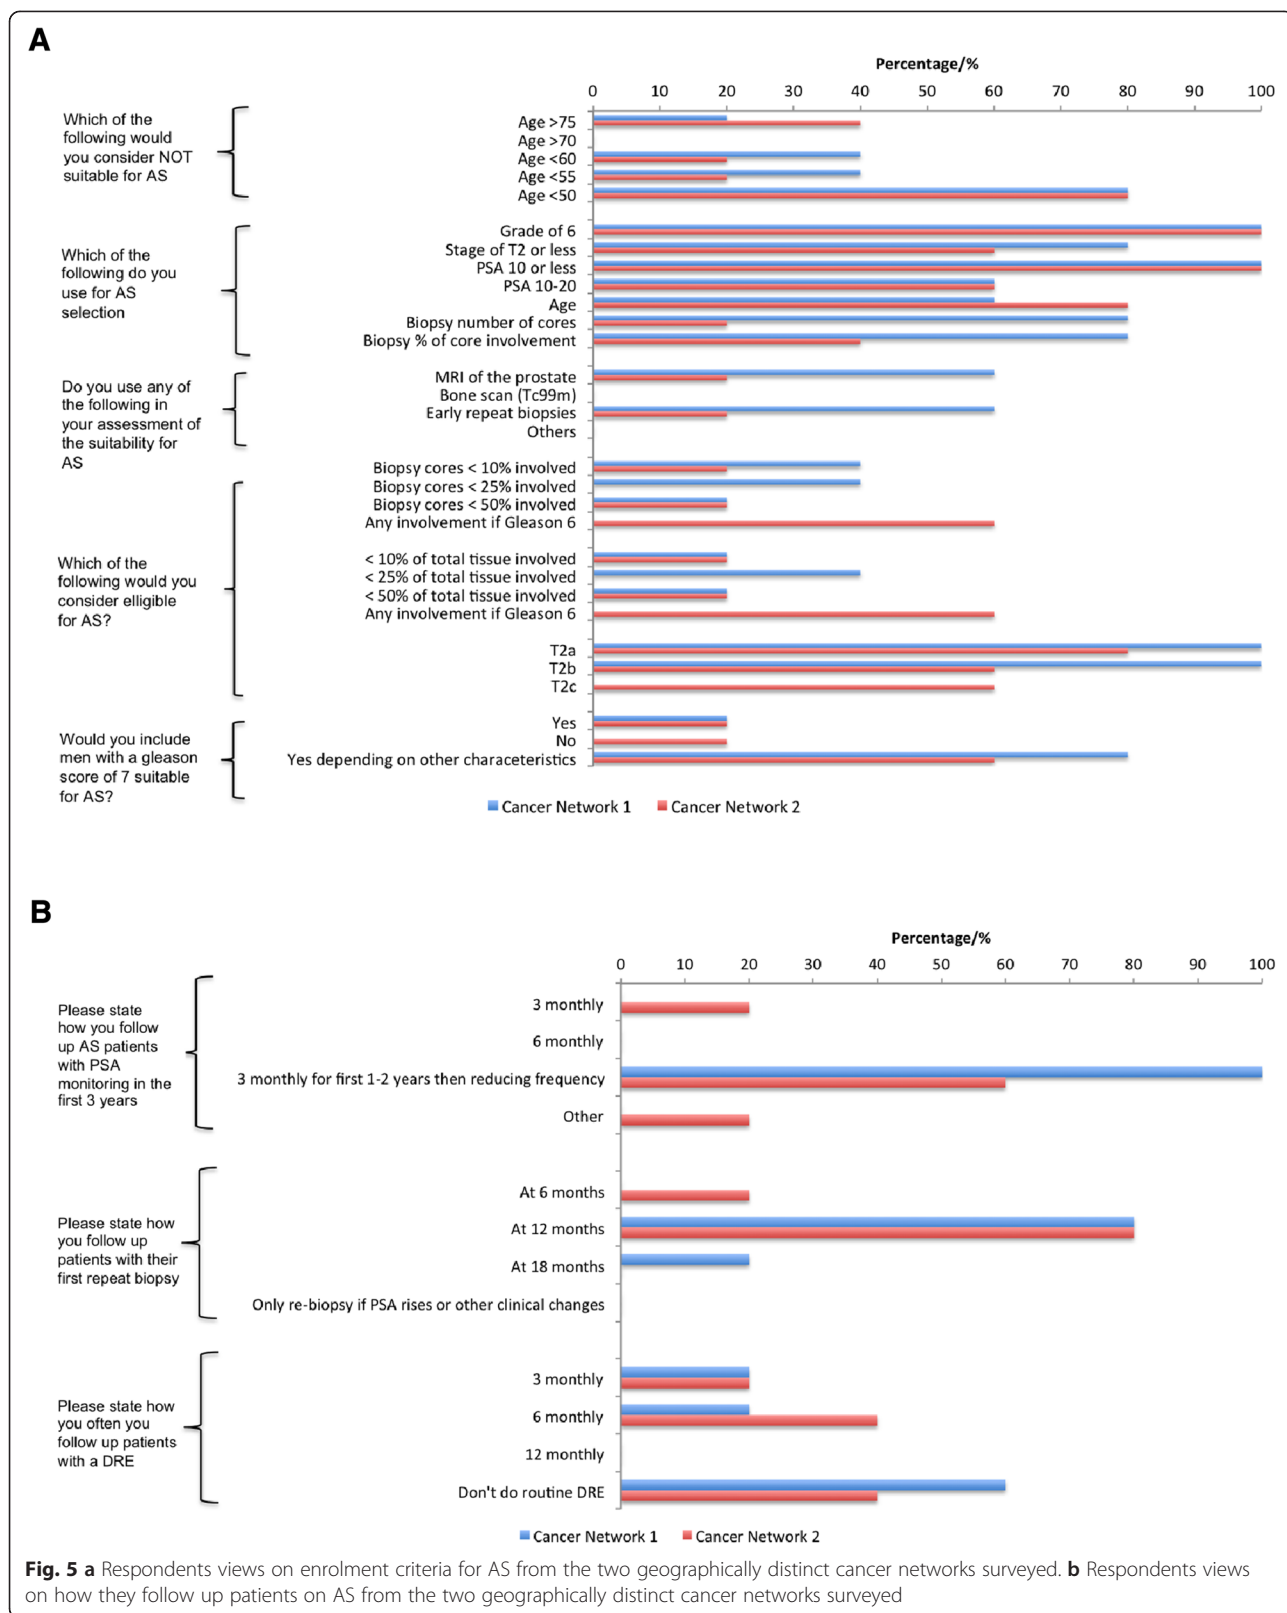 A
Percentage/%
0 10 20 30 40 50 60 70 80 90 100
Which of the
following would
you consider NOT
suitable for AS
Age >75
Age >70
Age <60
Age <55
Age <50
Which of the
following do you
use for AS
selection
Grade of 6
Stage of T2 or less
PSA 10 or less
PSA 10-20
Age
Biopsy number of cores
Biopsy % of core involvement
Do you use any of
the following in
your assessment of
the suitability for
AS
MRI of the prostate
Bone scan (Tc99m)
Early repeat biopsies
Others
Which of the
following would you
consider elligible
for AS?
Biopsy cores < 10% involved
Biopsy cores < 25% involved
Biopsy cores < 50% involved
Any involvement if Gleason 6
< 10% of total tissue involved
< 25% of total tissue involved
< 50% of total tissue involved
Any involvement if Gleason 6
T2a
T2b
T2c
Would you include
men with a gleason
score of 7 suitable
for AS?
Yes
No
Yes depending on other characeteristics
Cancer Network 1 Cancer Network 2
B
Percentage/%
0 10 20 30 40 50 60 70 80 90 100
Please state
how you follow
up AS patients
with PSA
monitoring in the
first 3 years
3 monthly
6 monthly
3 monthly for first 1-2 years then reducing frequency
Other
Please state how
you follow up
patients with their
first repeat biopsy
At 6 months
At 12 months
At 18 months
Only re-biopsy if PSA rises or other clinical changes
Please state how
you often you
follow up patients
with a DRE
3 monthly
6 monthly
12 monthly
Don't do routine DRE
Cancer Network 1 Cancer Network 2
Fig. 5 a Respondents views on enrolment criteria for AS from the two geographically distinct cancer networks surveyed. b Respondents views
on how they follow up patients on AS from the two geographically distinct cancer networks surveyed